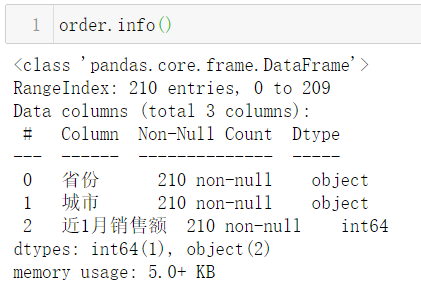 1 order.info()
<class 'pandas.core.frame.DataFrame'>
RangeIndex: 210 entries, 0 to 209
Data columns (total 3 columns):
 #   Column  Non-Null Count  Dtype
---  ------  --------------  -----
 0   省份      210 non-null    object
 1   城市      210 non-null    object
 2   近1月销售额  210 non-null    int64
dtypes: int64(1), object(2)
memory usage: 5.0+ KB